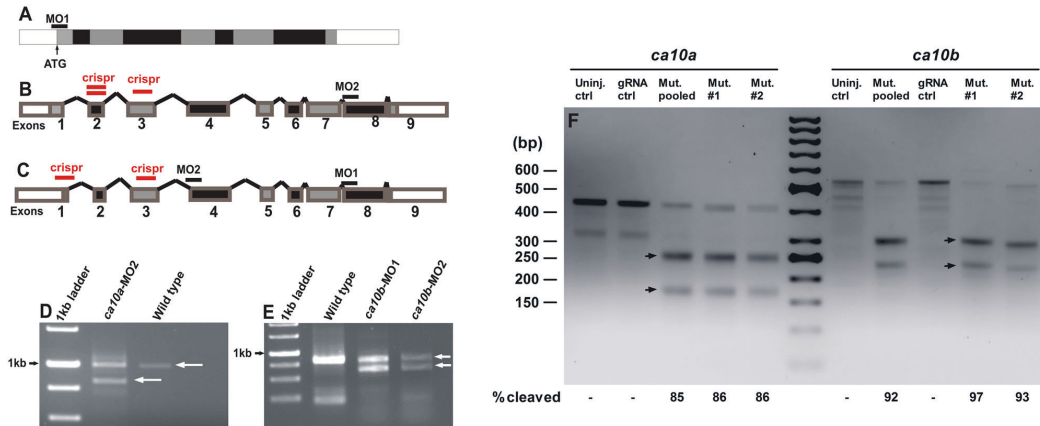 A
MO1
ATG
B
crispr
crispr
MO2
Exons 1 2 3 4 5 6 7 8 9
C
crispr
crispr
MO2
MO1
Exons 1 2 3 4 5 6 7 8 9
D
1kb ladder
ca10a-MO2
Wild type
1kb
E
1kb ladder
Wild type
ca10b-MO1
ca10b-MO2
1kb
F
ca10a ca10b
Uninj. ctrl
gRNA ctrl
Mut. pooled
Mut. #1
Mut. #2
Uninj. ctrl
Mut. pooled
gRNA ctrl
Mut. #1
Mut. #2
(bp)
600
500
400
300
250
200
150
% cleaved - - 85 86 86 - 92 - 97 93